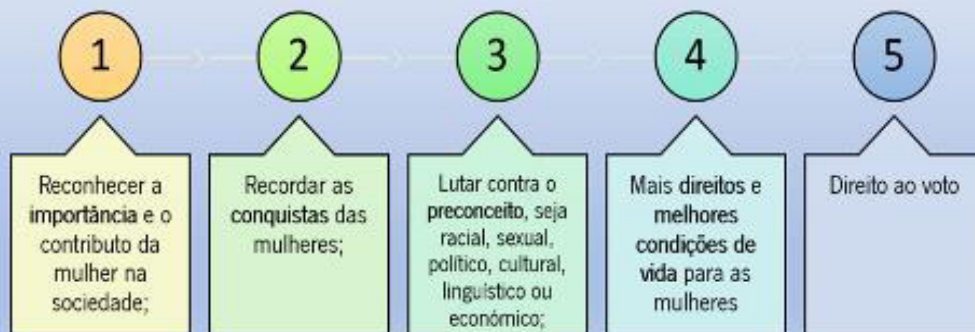 1
2
3
4
5
Reconhecer a
importância e o
contributo da
mulher na
sociedade;
Recordar as
conquistas das
mulheres;
Lutar contra o
preconceito, seja
racial, sexual,
político, cultural,
linguístico ou
económico;
Mais direitos e
melhores
condições de
vida para as
mulheres
Direito ao voto